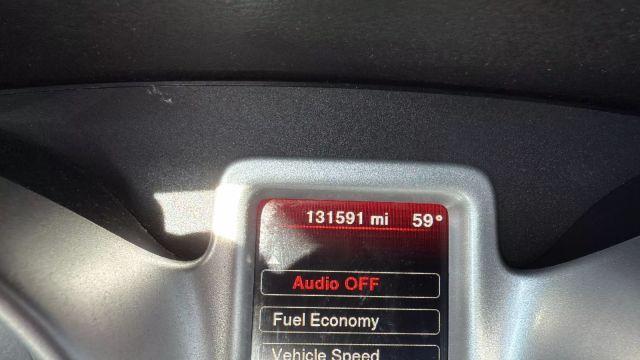 131591 mi 59°
Audio OFF
Fuel Economy
Vehicle Speed